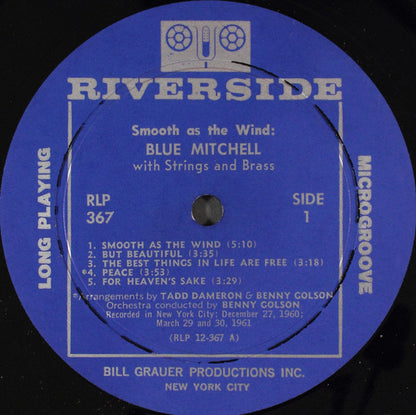 RIVERSIDE
Smooth as the Wind:
BLUE MITCHELL
with Strings and Brass
LONG PLAYING
MICROGROOVE
RLP
367
SIDE
1
1. SMOOTH AS THE WIND (5:10)
2. BUT BEAUTIFUL (3:35)
3. THE BEST THINGS IN LIFE ARE FREE (3:18)
*4. PEACE (3:53)
5. FOR HEAVEN'S SAKE (3:29)
Arrangements by TADD DAMERON & BENNY GOLSON
Orchestra conducted by BENNY GOLSON
Recorded in New York City; December 27, 1960;
March 29 and 30, 1961
(RLP 12-367 A)
BILL GRAUER PRODUCTIONS INC.
NEW YORK CITY